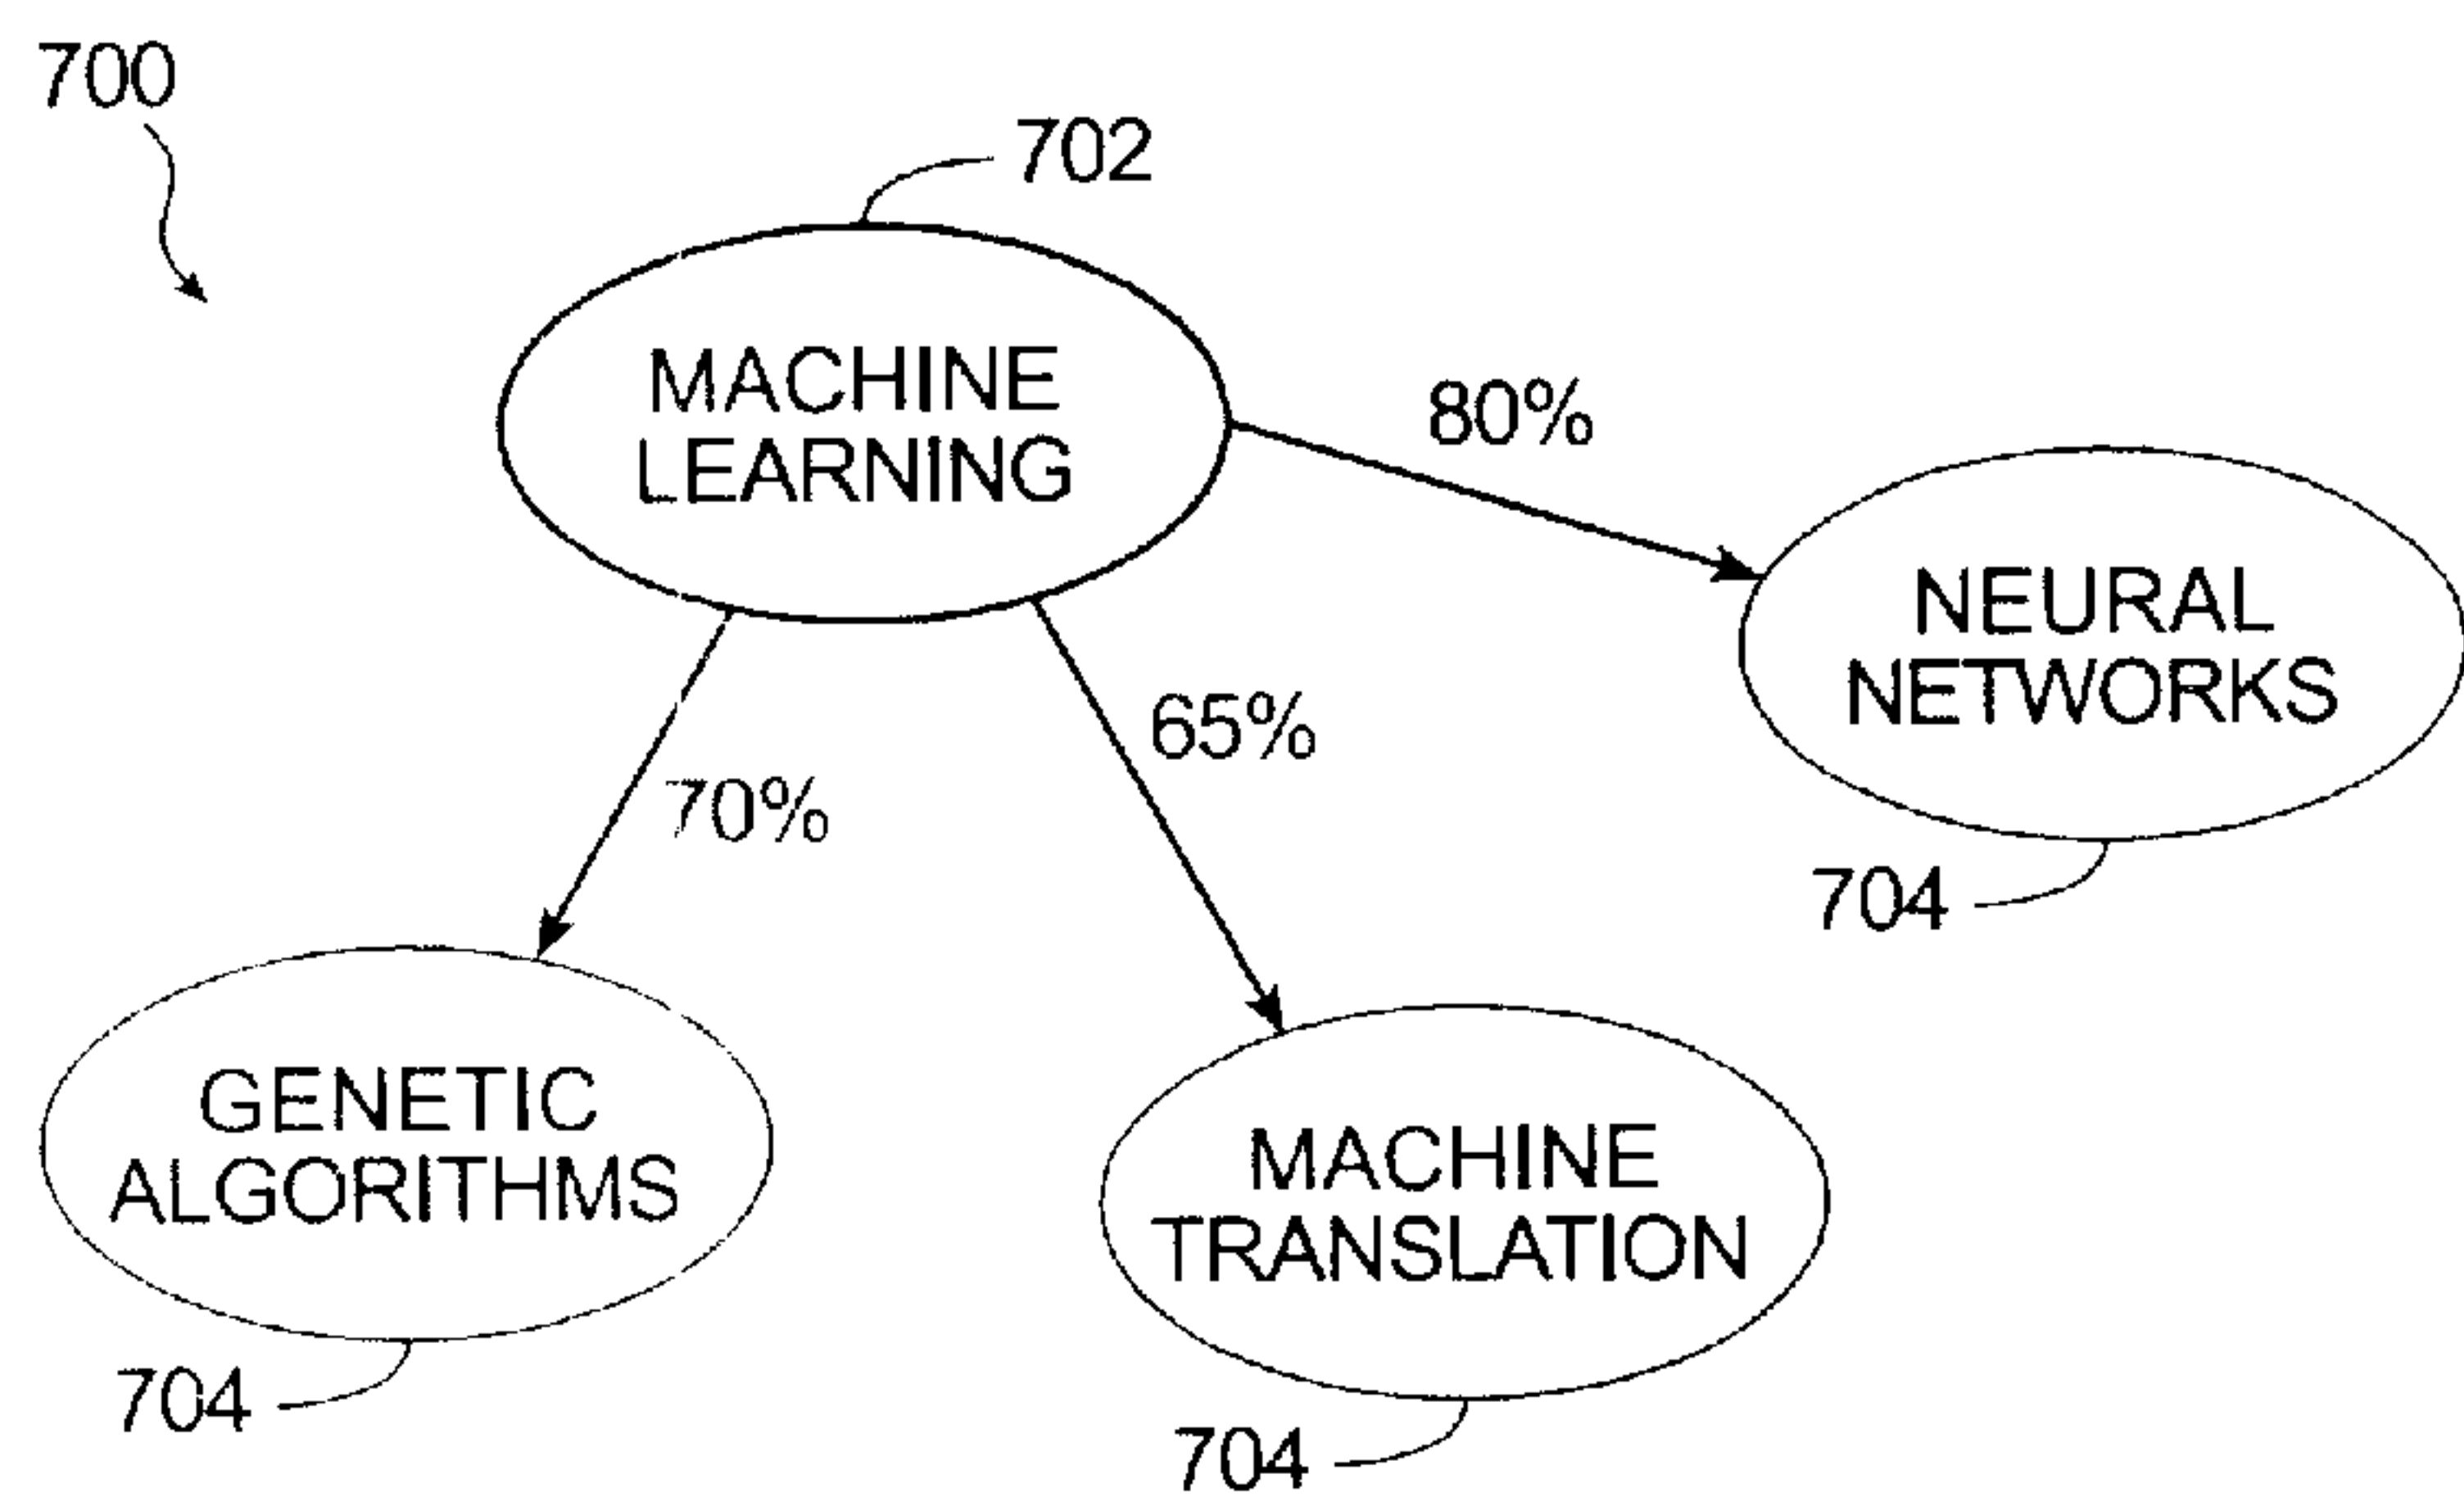 700
702
MACHINE
LEARNING
80%
NEURAL
NETWORKS
65%
70%
704
GENETIC
ALGORITHMS
MACHINE
TRANSLATION
704
704